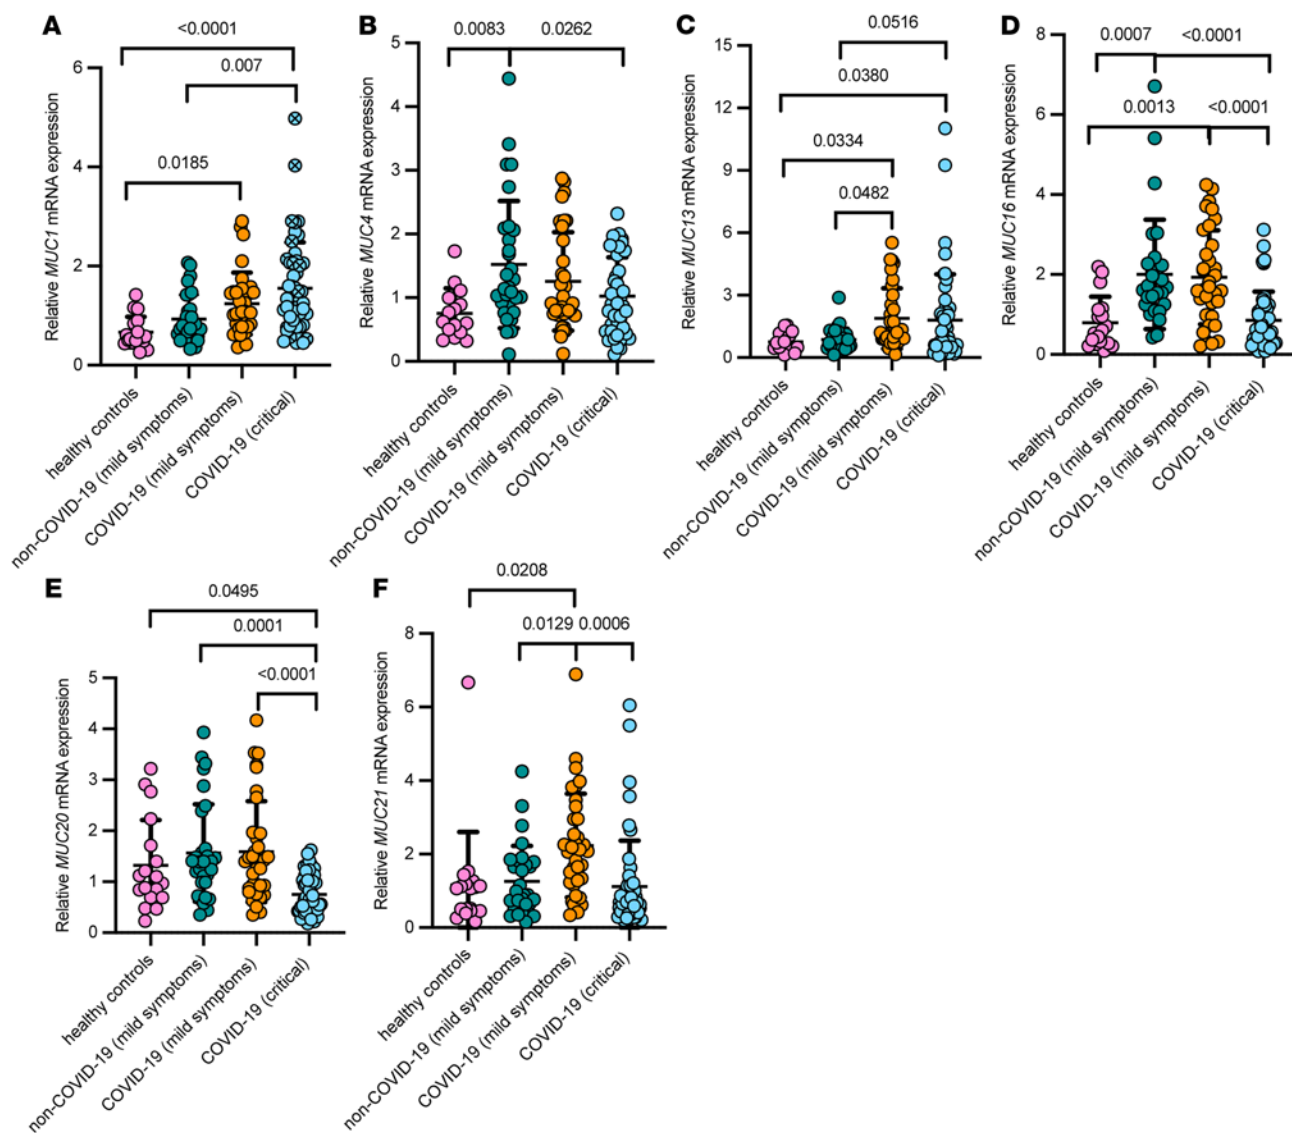 A
<0.0001
0.007
0.0185
Relative MUC1 mRNA expression
6
4
2
0
healthy controls
non-COVID-19 (mild symptoms)
COVID-19 (mild symptoms)
COVID-19 (critical)
B
0.0083
0.0262
Relative MUC4 mRNA expression
5
4
3
2
1
0
healthy controls
non-COVID-19 (mild symptoms)
COVID-19 (mild symptoms)
COVID-19 (critical)
C
0.0516
0.0380
0.0334
0.0482
Relative MUC13 mRNA expression
15
12
9
6
3
0
healthy controls
non-COVID-19 (mild symptoms)
COVID-19 (mild symptoms)
COVID-19 (critical)
D
0.0007
<0.0001
0.0013
<0.0001
Relative MUC16 mRNA expression
8
6
4
2
0
healthy controls
non-COVID-19 (mild symptoms)
COVID-19 (mild symptoms)
COVID-19 (critical)
E
0.0495
0.0001
<0.0001
Relative MUC20 mRNA expression
5
4
3
2
1
0
healthy controls
non-COVID-19 (mild symptoms)
COVID-19 (mild symptoms)
COVID-19 (critical)
F
0.0208
0.0129 0.0006
Relative MUC21 mRNA expression
8
6
4
2
0
healthy controls
non-COVID-19 (mild symptoms)
COVID-19 (mild symptoms)
COVID-19 (critical)